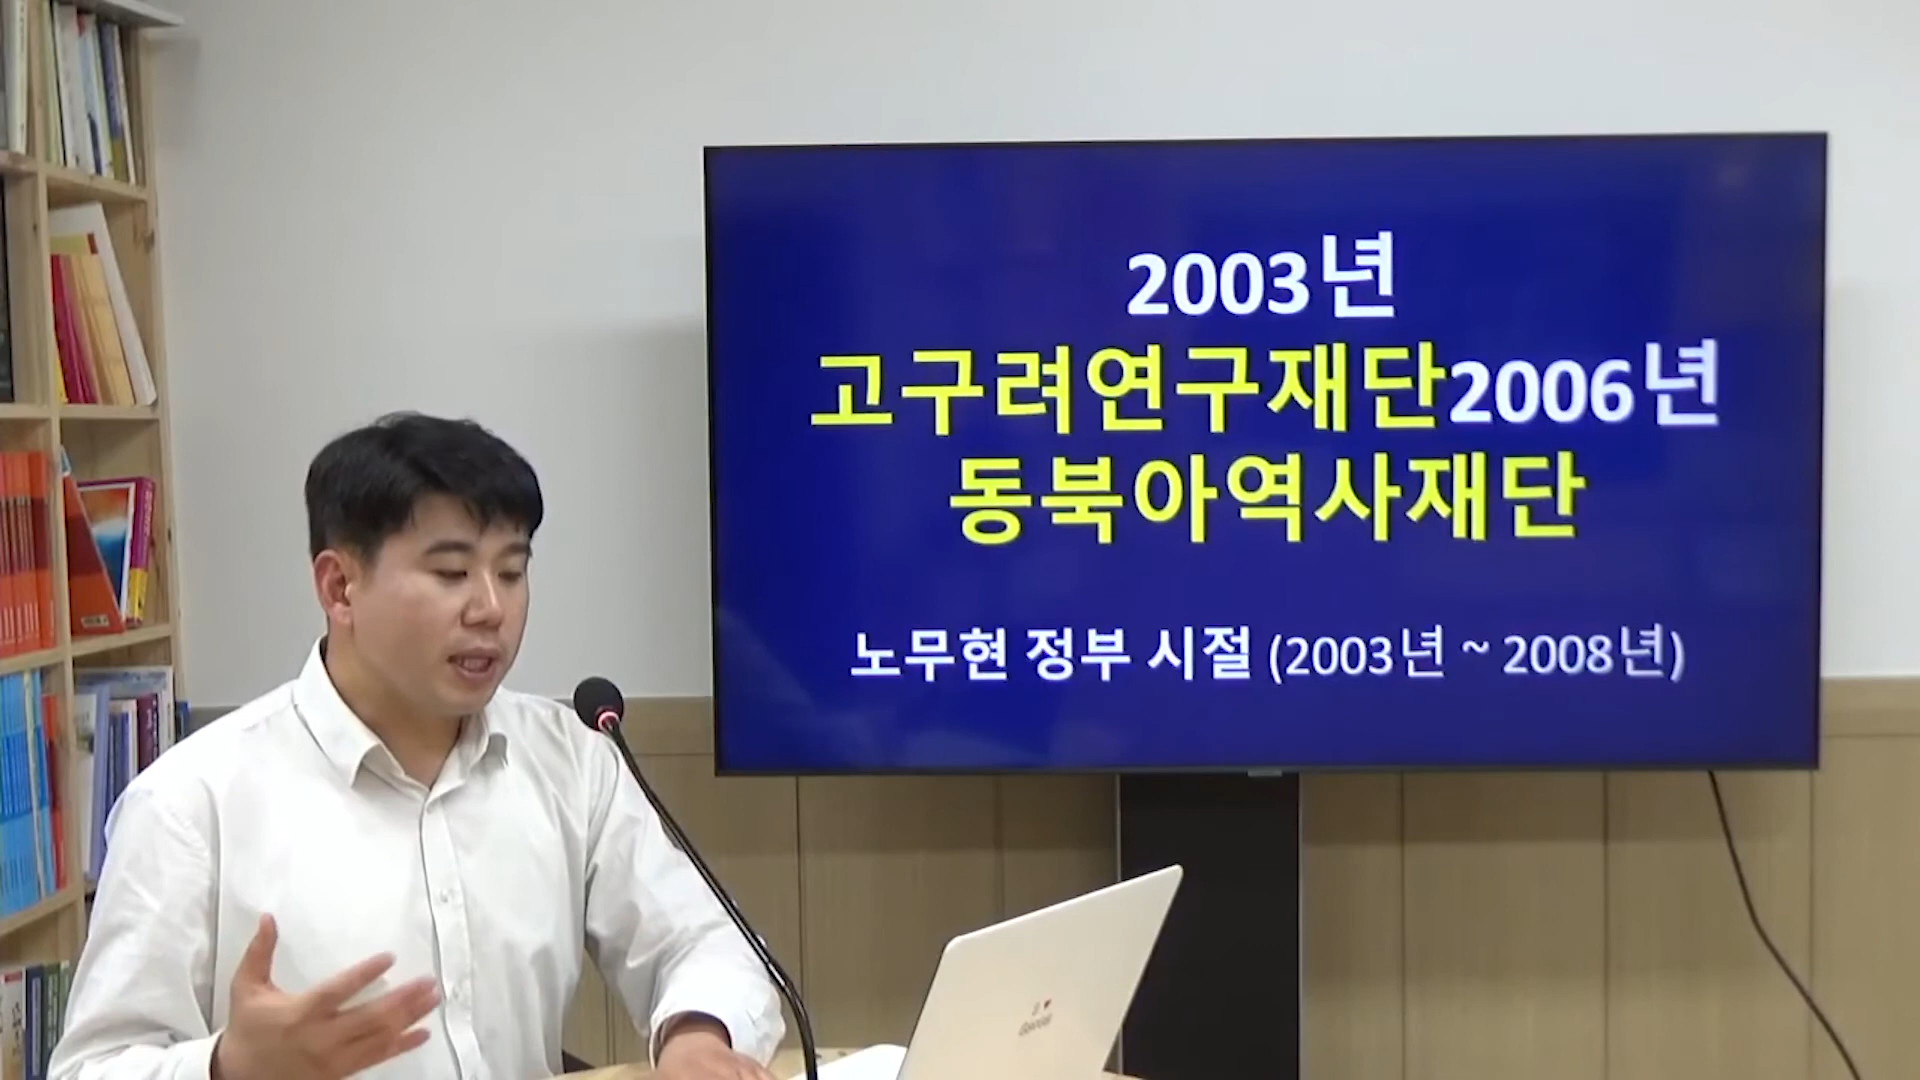 2003년
고구려연구재단2006년
동북아역사재단
노무현 정부 시절 (2003년 ~ 2008년)